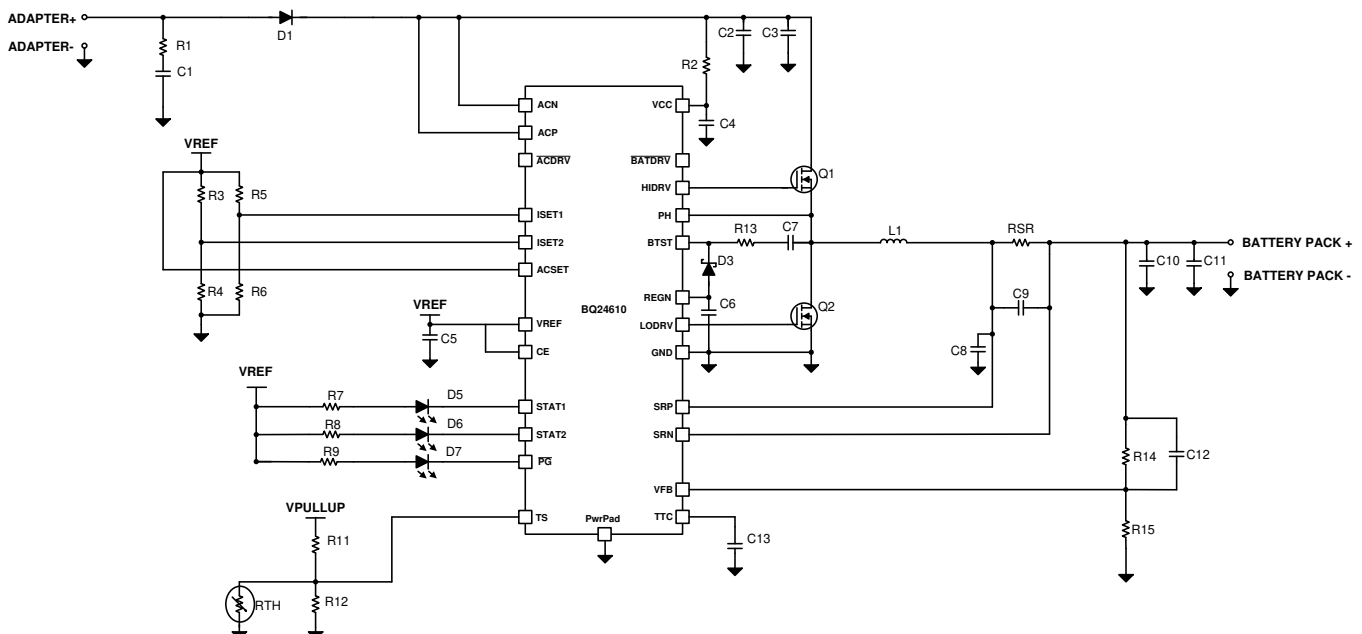 ADAPTER+
D1
C2
C3
ADAPTER-
R1
C1
R2
ACN
VCC
C4
ACP
VREF
ACDRV
BATDRV
Q1
R3
R5
HIDRV
ISET1
PH
ISET2
BTST
R13
C7
L1
RSR
BATTERY PACK +
ACSET
D3
C10
C11
BATTERY PACK -
R4
R6
REGN
BQ24610
C6
Q2
C9
VREF
VREF
LODRV
C5
CE
GND
C8
VREF
R7
D5
STAT1
SRP
R8
D6
STAT2
SRN
R9
D7
PG
R14
C12
VFB
VPULLUP
TS
PwrPad
TTC
R15
R11
C13
RTH
R12